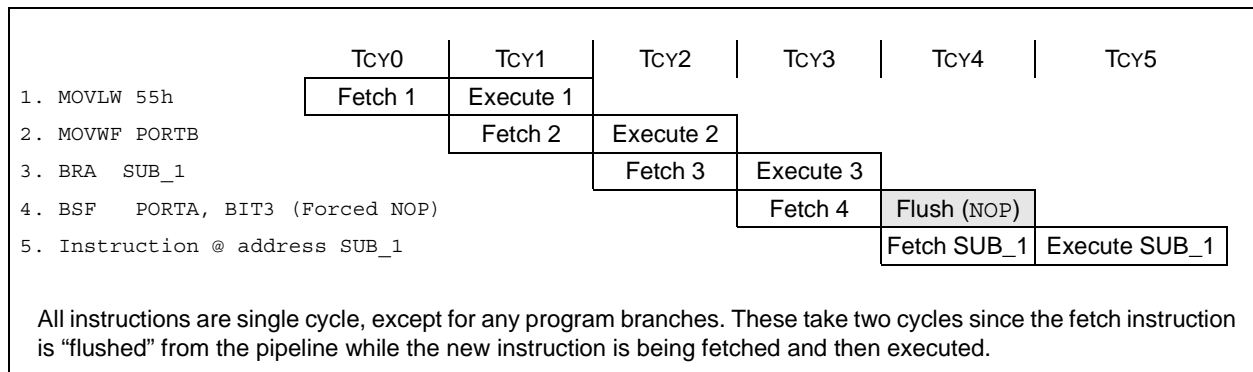 TCY0 TCY1 TCY2 TCY3 TCY4 TCY5
1. MOVLW 55h Fetch 1 Execute 1
2. MOVWF PORTB Fetch 2 Execute 2
3. BRA SUB_1 Fetch 3 Execute 3
4. BSF PORTA, BIT3 (Forced NOP) Fetch 4 Flush (NOP)
5. Instruction @ address SUB_1 Fetch SUB_1 Execute SUB_1
All instructions are single cycle, except for any program branches. These take two cycles since the fetch instruction
is “flushed” from the pipeline while the new instruction is being fetched and then executed.